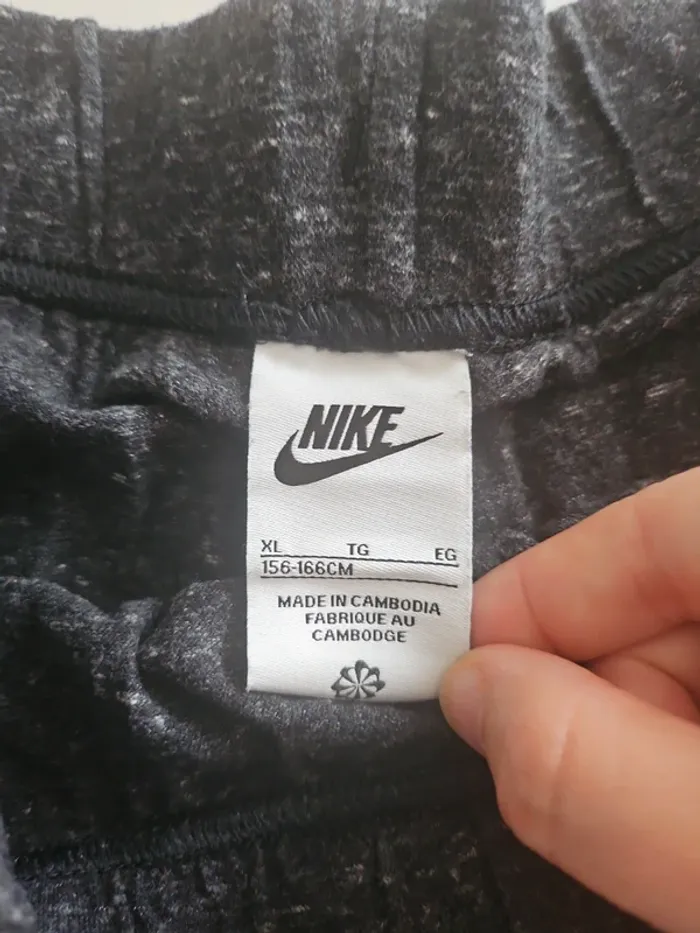 NIKE
XL TG EG
156-166CM
MADE IN CAMBODIA
FABRIQUE AU
CAMBODGE